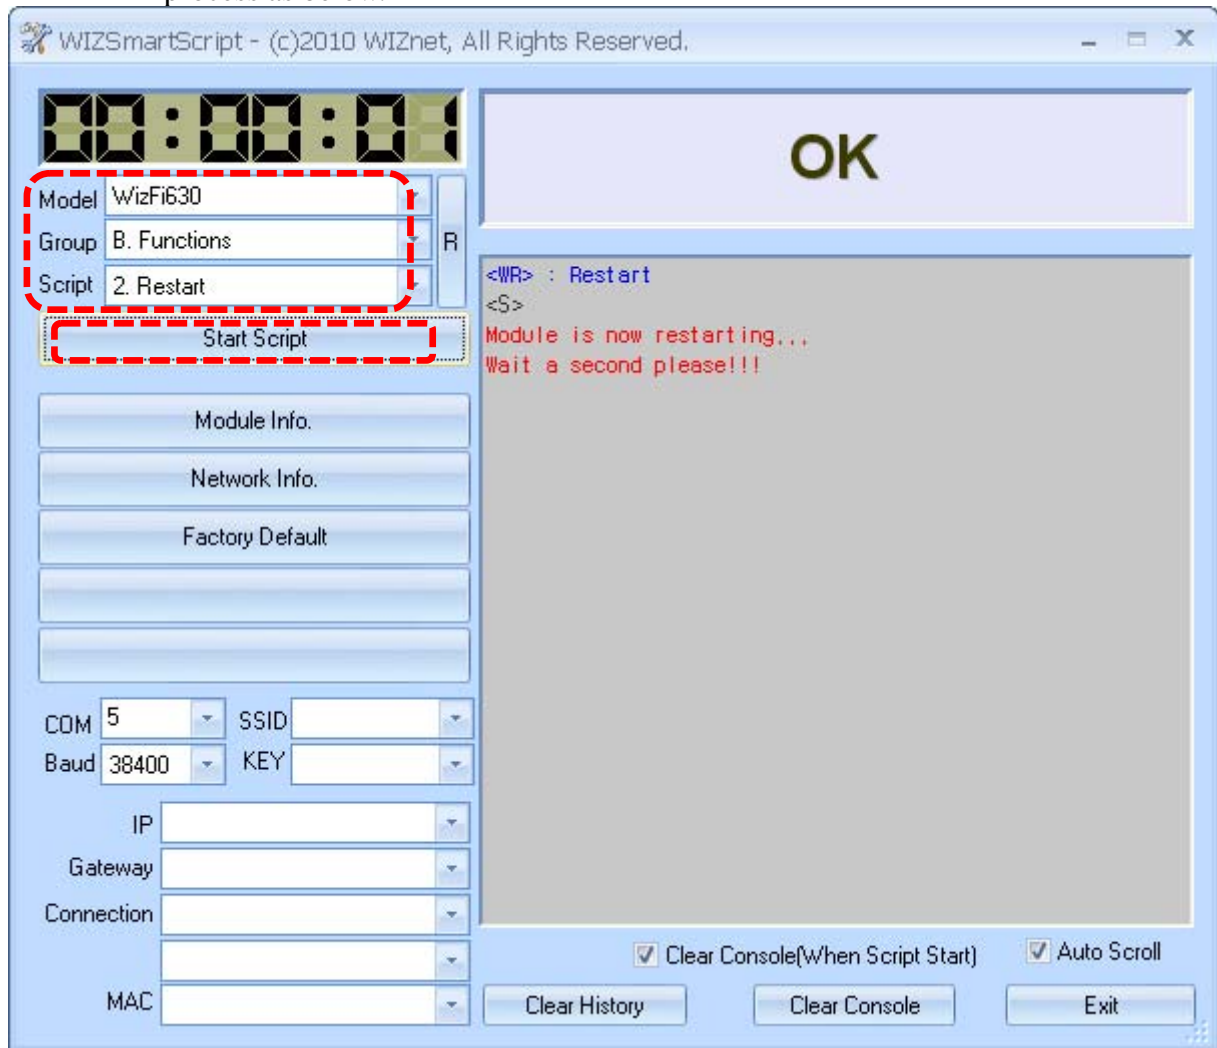 WIZSmartScript - (c)2010 WIZnet, All Rights Reserved.
00:00:01
OK
Model WizFi630
Group B. Functions
Script 2. Restart
R
Start Script
<WR> : Restart
<S>
Module is now restarting...
Wait a second please!!!
Module Info.
Network Info.
Factory Default
COM 5 SSID
Baud 38400 KEY
IP
Gateway
Connection
MAC
Clear Console(When Script Start) Auto Scroll
Clear History Clear Console Exit